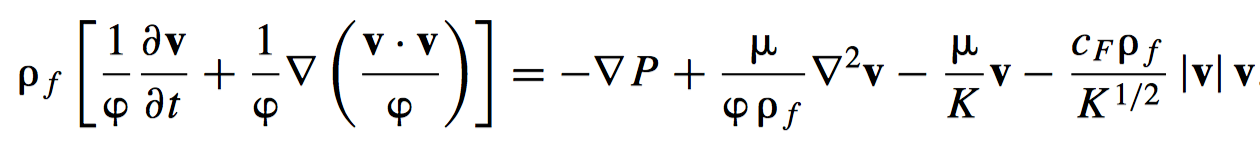 ρ_f [ (1/φ) (∂v/∂t) + (1/φ) ∇ ( (v · v)/φ ) ] = −∇P + (μ/(φ ρ_f)) ∇²v − (μ/K) v − (c_F ρ_f / K^{1/2}) |v| v.